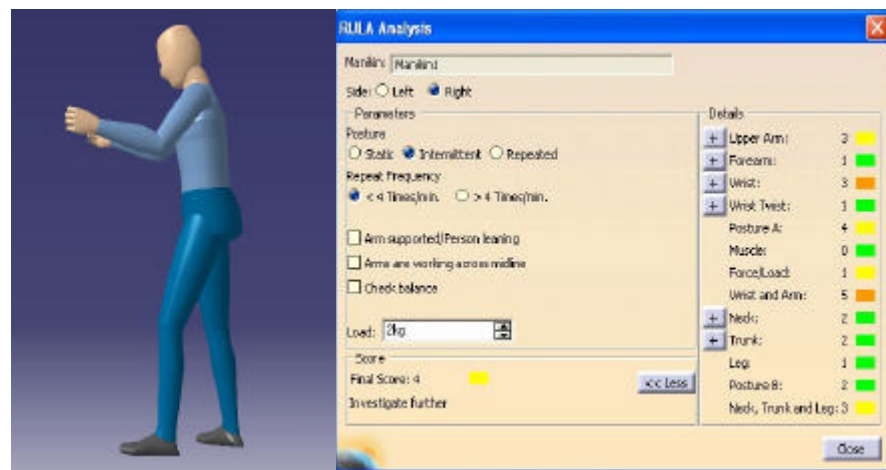 RULA Analysis
Manikin: Manikin1
Side: Left Right
Parameters
Posture
Static Intermittent Repeated
Repeat Frequency
< 4 Times/min. > 4 Times/min.
Arm supported/Person leaning
Arms are working across midline
Check balance
Load: 2kg
Score
Final Score: 4
Investigate further
<< Less
Details
+ Upper Arm: 3
+ Forearm: 1
+ Wrist: 3
+ Wrist Twist: 1
Posture A: 4
Muscle: 0
Force/Load: 1
Wrist and Arm: 5
+ Neck: 2
+ Trunk: 2
Leg: 1
Posture B: 2
Neck, Trunk and Leg: 3
Close